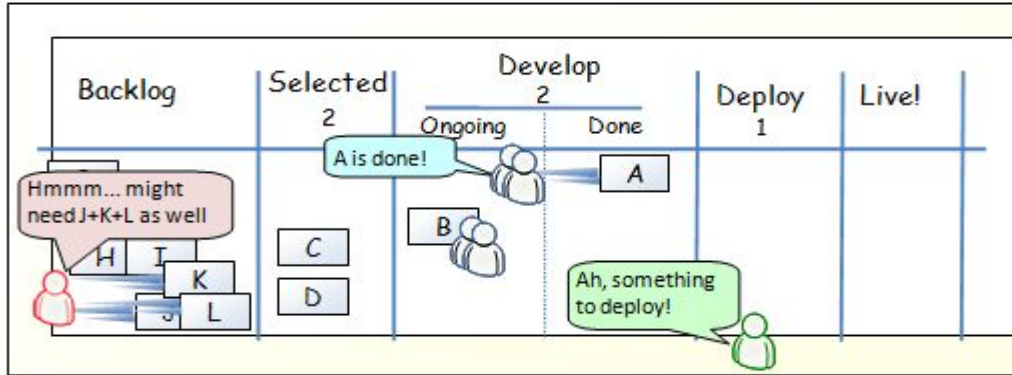 Backlog
Selected
2
Develop
2
Ongoing
Done
Deploy
1
Live!
A is done!
A
Hmmm... might
need J+K+L as well
B
H
I
C
K
D
L
Ah, something
to deploy!